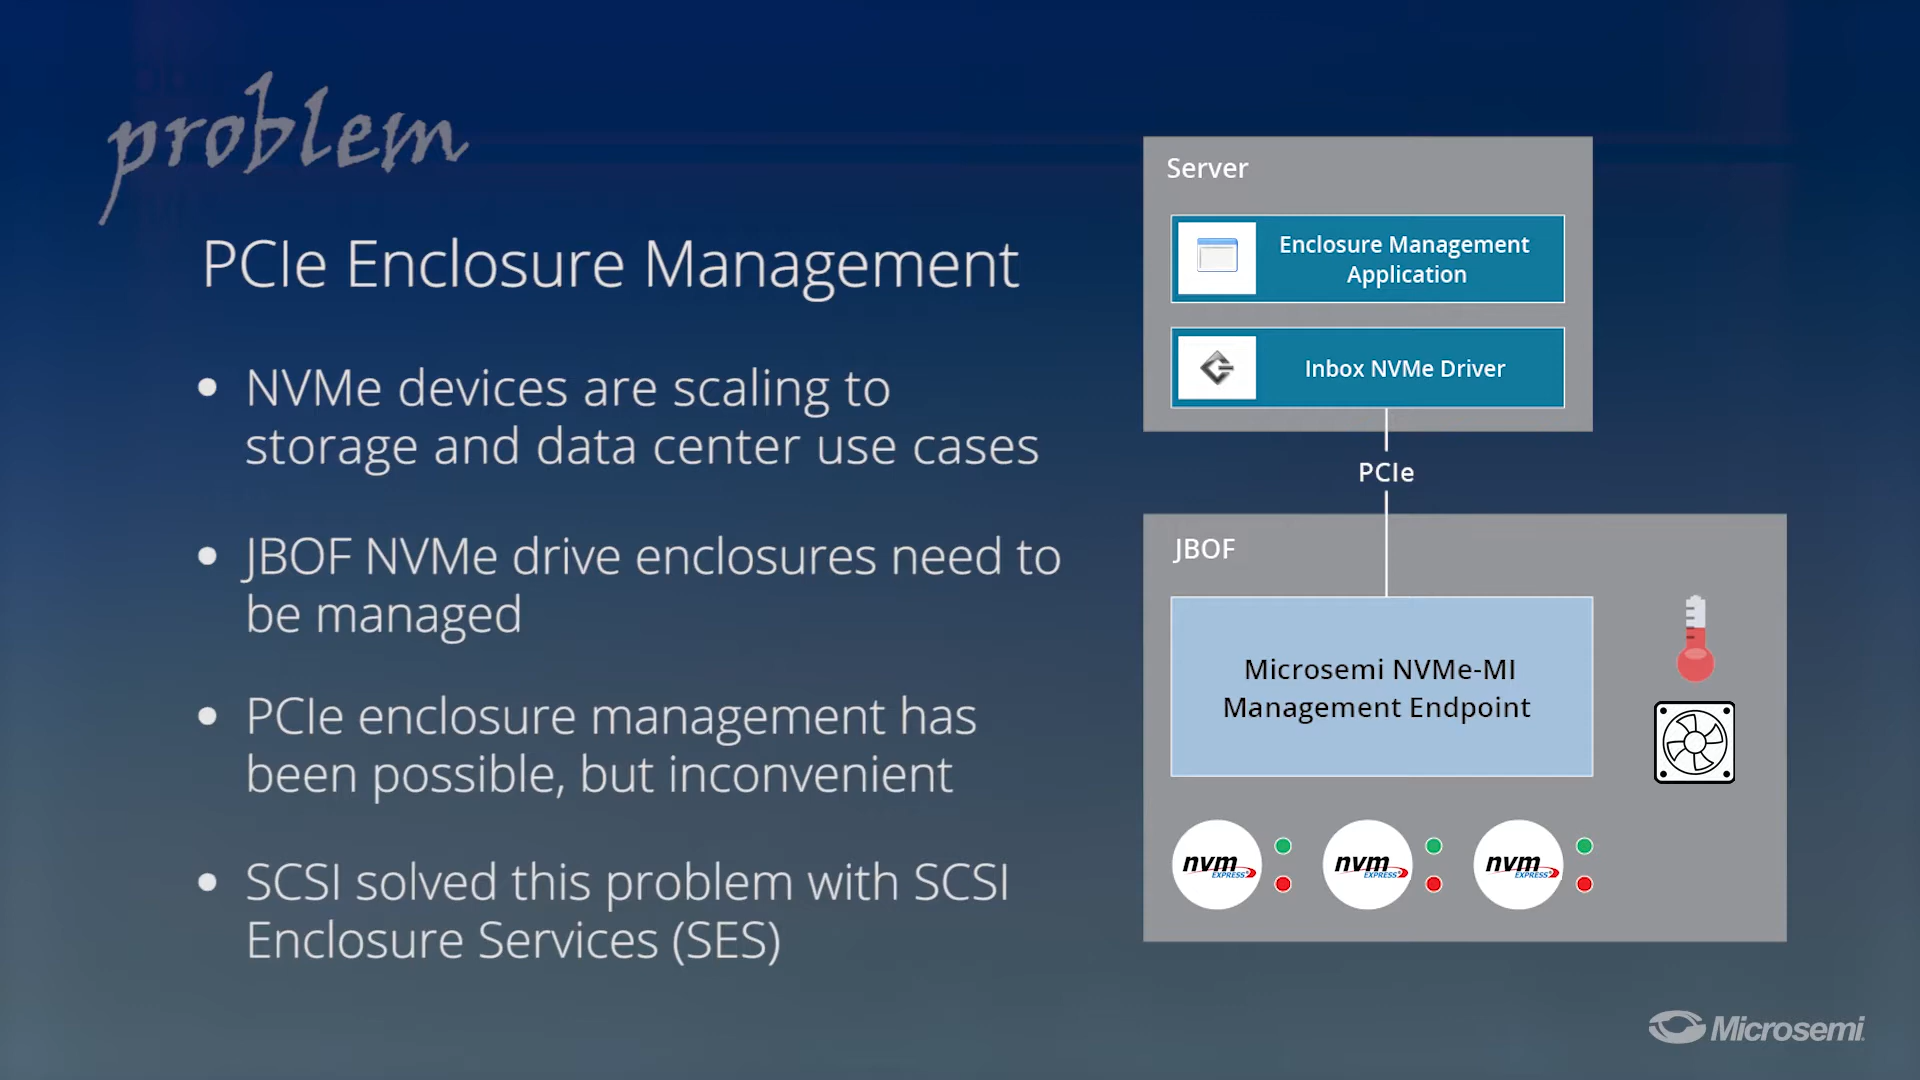 problem
PCIe Enclosure Management
• NVMe devices are scaling to
storage and data center use cases
• JBOF NVMe drive enclosures need to
be managed
• PCIe enclosure management has
been possible, but inconvenient
• SCSI solved this problem with SCSI
Enclosure Services (SES)
Server
Enclosure Management
Application
Inbox NVMe Driver
PCIe
JBOF
Microsemi NVMe-MI
Management Endpoint
nvm
EXPRESS
nvm
EXPRESS
nvm
EXPRESS
Microsemi